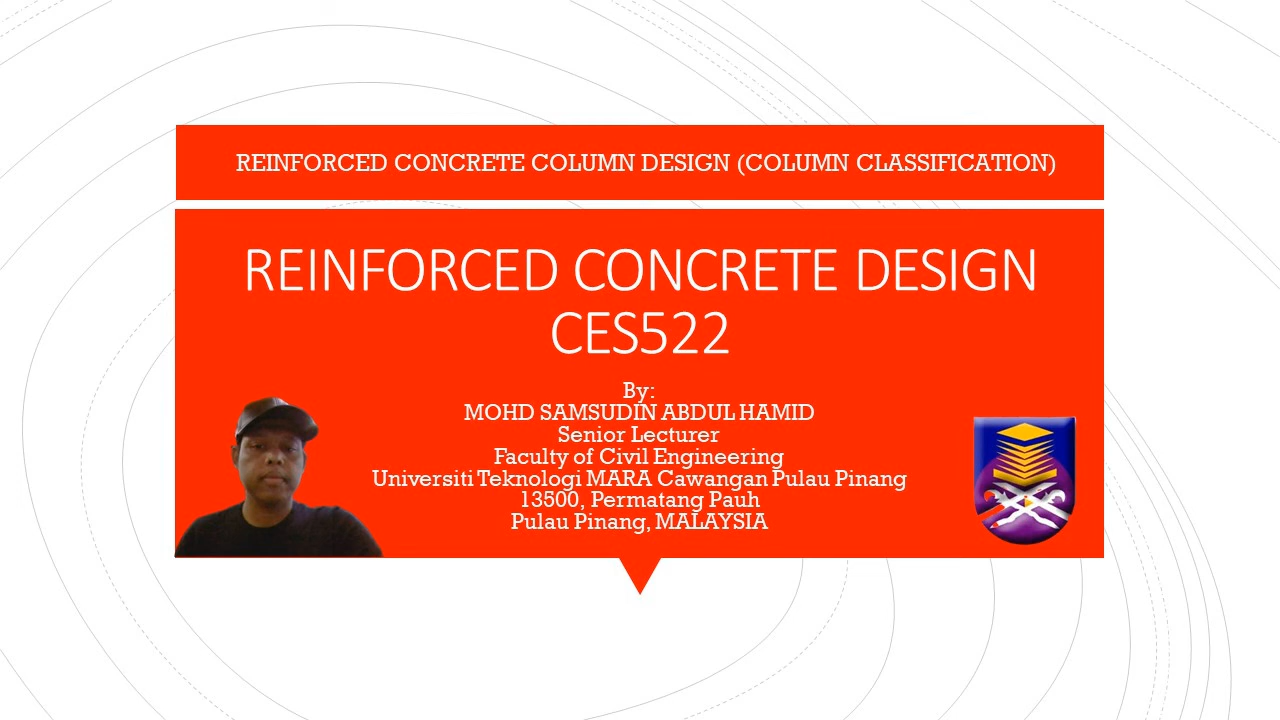 REINFORCED CONCRETE COLUMN DESIGN (COLUMN CLASSIFICATION)
REINFORCED CONCRETE DESIGN
CES522
By:
MOHD SAMSUDIN ABDUL HAMID
Senior Lecturer
Faculty of Civil Engineering
Universiti Teknologi MARA Cawangan Pulau Pinang
13500, Permatang Pauh
Pulau Pinang, MALAYSIA